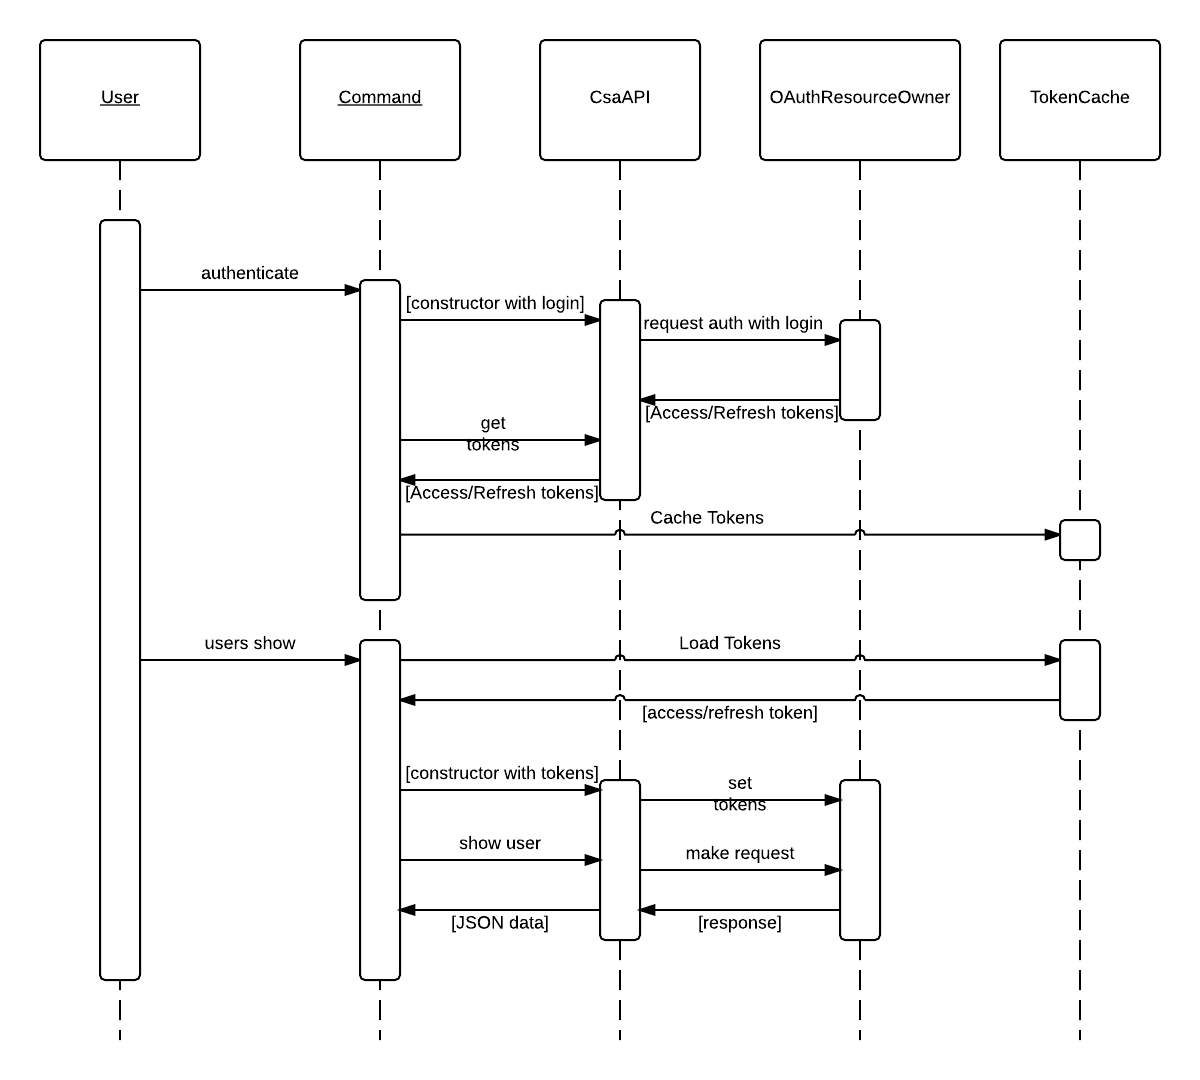 User
Command
CsaAPI
OAuthResourceOwner
TokenCache
authenticate
[constructor with login]
request auth with login
[Access/Refresh tokens]
get
tokens
[Access/Refresh tokens]
Cache Tokens
users show
Load Tokens
[access/refresh token]
[constructor with tokens]
set
tokens
show user
make request
[JSON data]
[response]